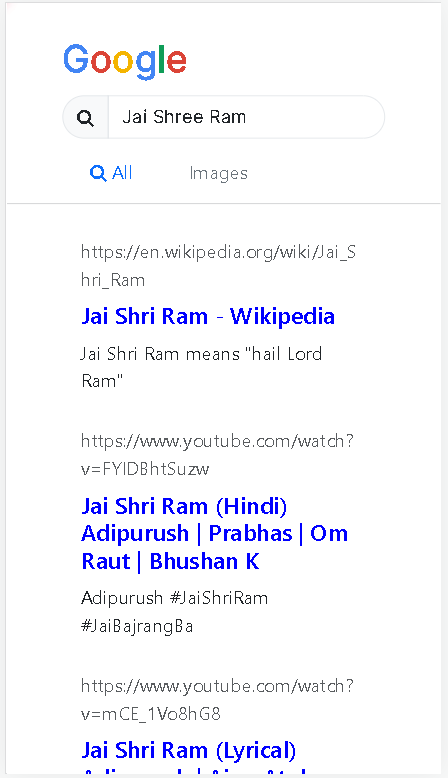 Google
Jai Shree Ram
All Images
https://en.wikipedia.org/wiki/Jai_S
hri_Ram
Jai Shri Ram - Wikipedia
Jai Shri Ram means "hail Lord
Ram"
https://www.youtube.com/watch?
v=FYIDBhtSuzw
Jai Shri Ram (Hindi)
Adipurush | Prabhas | Om
Raut | Bhushan K
Adipurush #JaiShriRam
#JaiBajrangBa
https://www.youtube.com/watch?
v=mCE_1Vo8hG8
Jai Shri Ram (Lyrical)